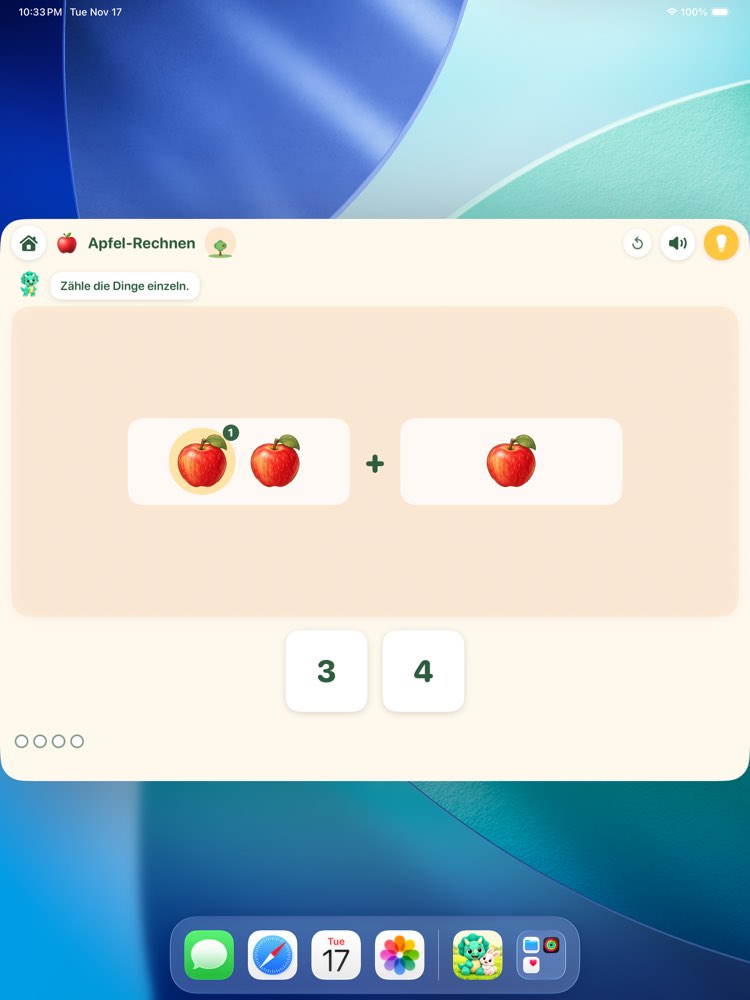 10:33 PM Tue Nov 17
100%
Apfel-Rechnen
Zähle die Dinge einzeln.
1
+
3
4
Tue
17